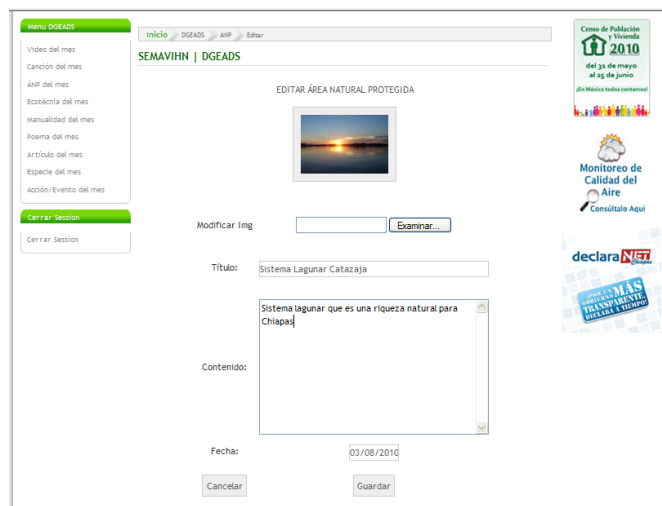 Menu DGEADS
Video del mes
Canción del mes
ÁNP del mes
Ecotécnia del mes
Manualidad del mes
Poema del mes
Artículo del mes
Especie del mes
Acción/Evento del mes
Cerrar Session
Cerrar Session
Inicio DGEADS ANP Editar
SEMAVIHN | DGEADS
EDITAR ÁREA NATURAL PROTEGIDA
Modificar Img
Examinar...
Título:
Sistema Lagunar Catazaja
Contenido:
Sistema lagunar que es una riqueza natural para
Chiapas
Fecha:
03/08/2010
Cancelar
Guardar
Censo de Población
y Vivienda
2010
del 31 de mayo
al 25 de junio
¡En México todos contamos!
Monitoreo de
Calidad del
Aire
Consúltalo Aquí
declaraNET
Chiapas
¡POR UN MÁS
GOBIERNO
TRANSPARENTE
DECLARA A TIEMPO!